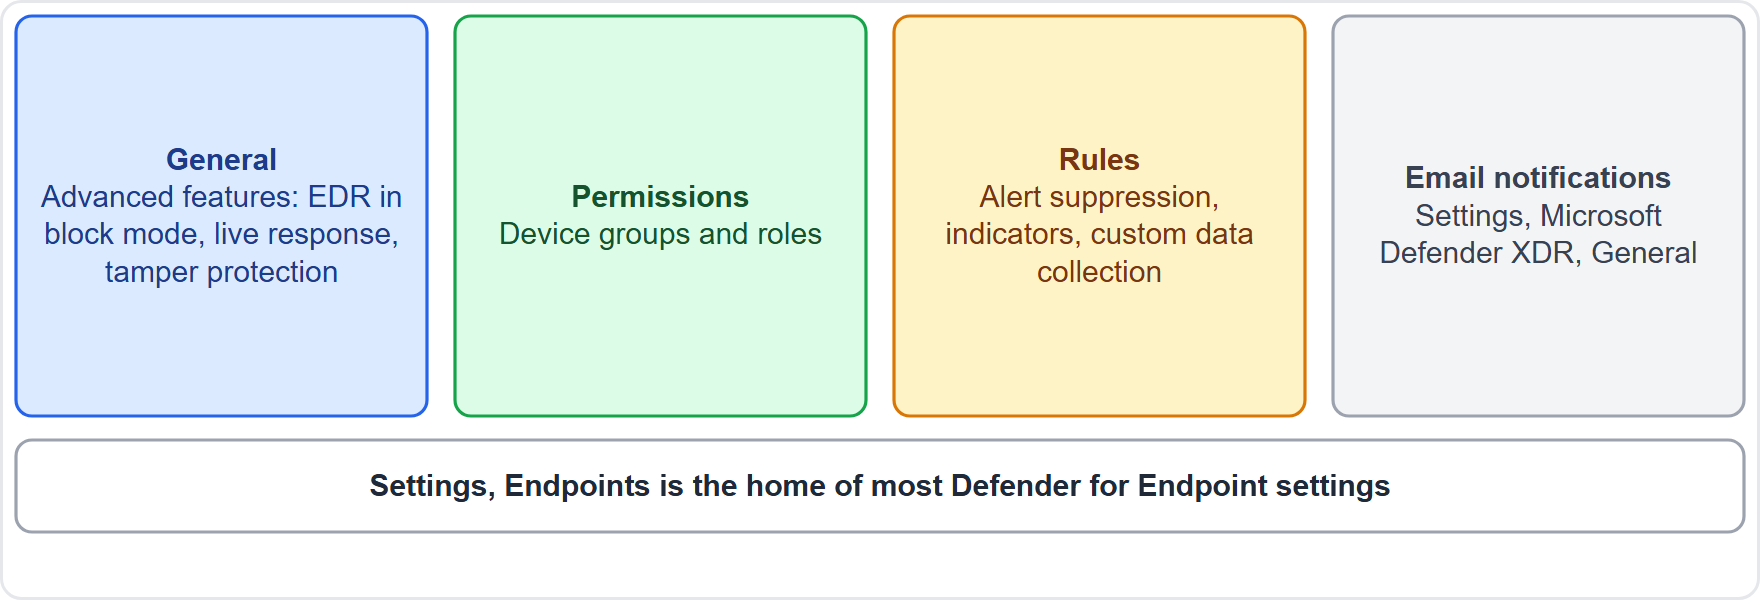 General
Advanced features: EDR in
block mode, live response,
tamper protection
Permissions
Device groups and roles
Rules
Alert suppression,
indicators, custom data
collection
Email notifications
Settings, Microsoft
Defender XDR, General
Settings, Endpoints is the home of most Defender for Endpoint settings